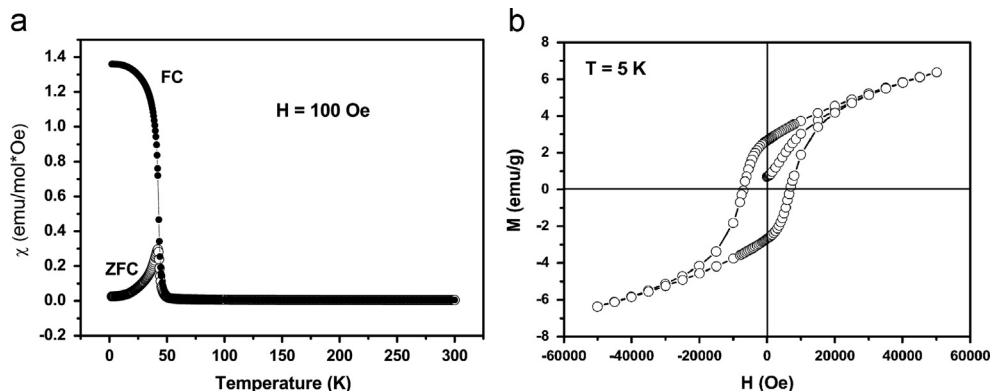 a
1.4
1.2
1.0
0.8
0.6
0.4
0.2
0.0
-0.2
χ (emu/mol*Oe)
FC
H = 100 Oe
ZFC
0 50 100 150 200 250 300
Temperature (K)
b
8
6
4
2
0
-2
-4
-6
-8
M (emu/g)
T = 5 K
-60000 -40000 -20000 0 20000 40000 60000
H (Oe)